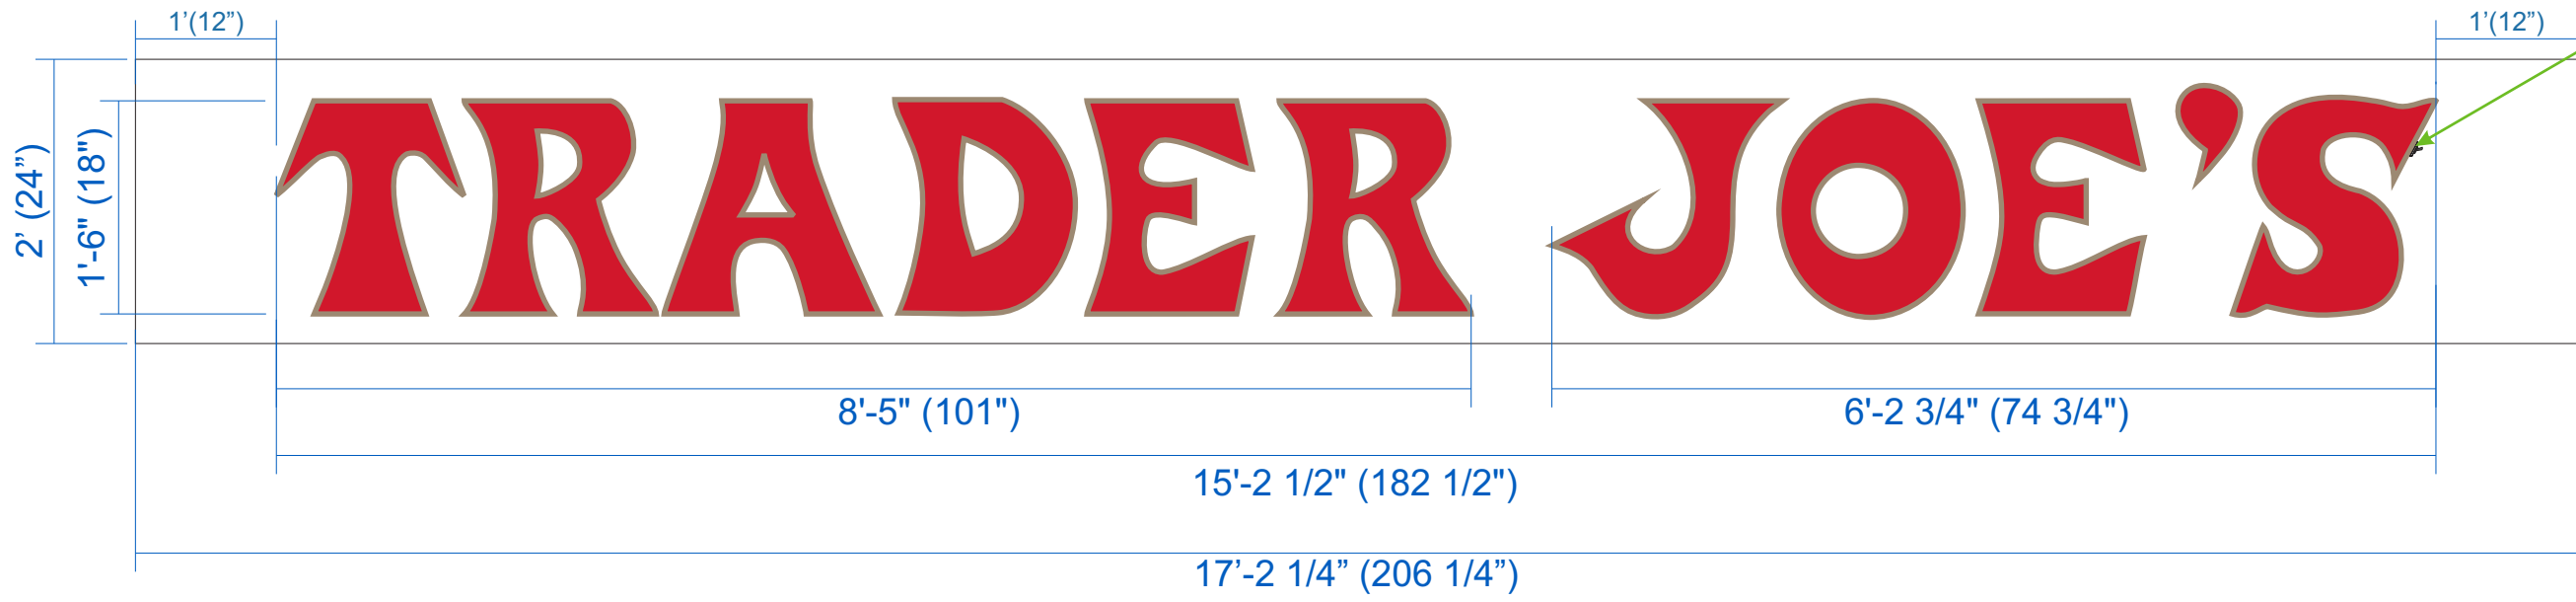 1’(12”) 1’(12”)
2’ (24”)
1'-6" (18")
TRADER JOE’S
8'-5" (101") 6'-2 3/4" (74 3/4")
15'-2 1/2" (182 1/2")
17’-2 1/4” (206 1/4”)